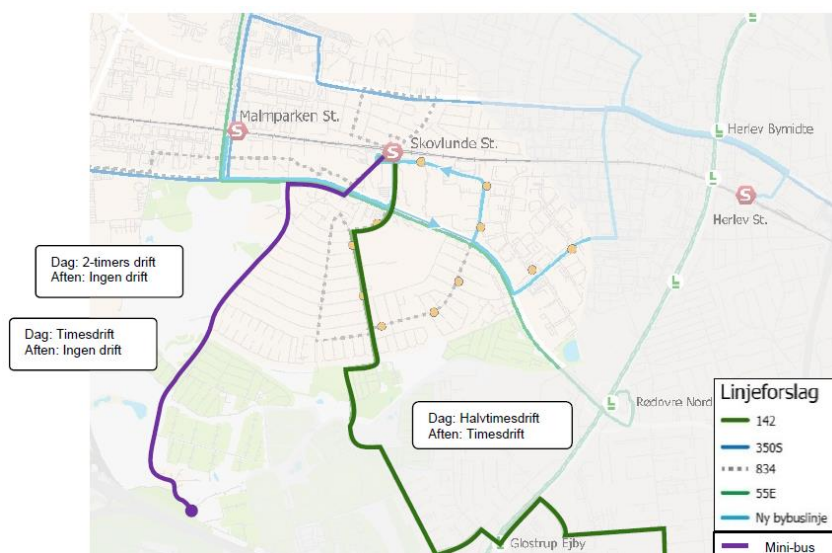 Malmparken St.
S
S
Skovlunde St.
Herlev Bymidte
L
L
S
Herlev St.
Dag: 2-timers drift
Aften: Ingen drift
L
Dag: Timesdrift
Aften: Ingen drift
Rødovre Nord
L
Dag: Halvtimesdrift
Aften: Timesdrift
Linjeforslag
142
350S
834
55E
Ny bybuslinje
Mini-bus
L
Glostrup Ejby